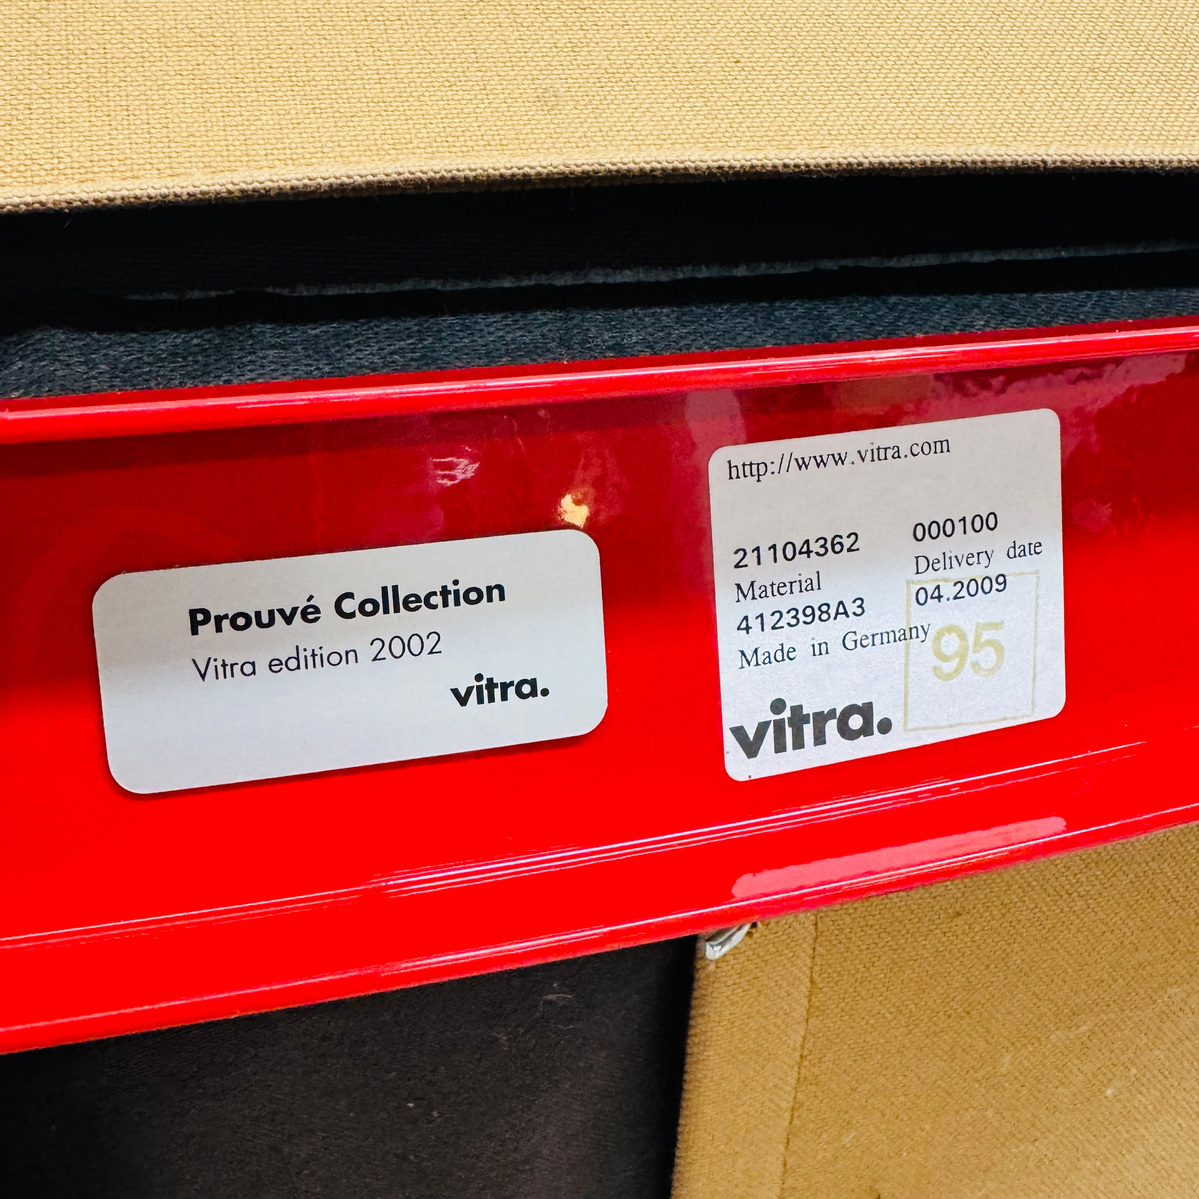 Prouvé Collection
Vitra edition 2002
vitra.
http://www.vitra.com
21104362 000100
Material Delivery date
412398A3 04.2009
Made in Germany
95
vitra.